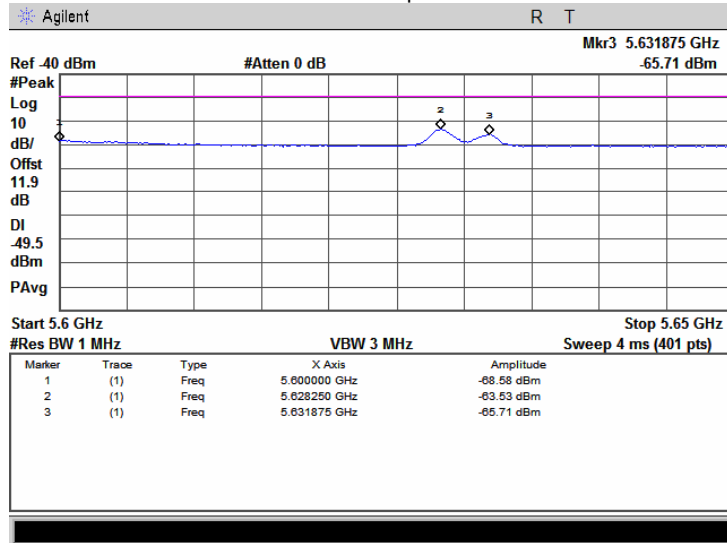 Agilent R T
Mkr3 5.631875 GHz
Ref -40 dBm #Atten 0 dB -65.71 dBm
#Peak
Log
10
dB/
Offst
11.9
dB
DI
-49.5
dBm
PAvg
1
2
3
Start 5.6 GHz Stop 5.65 GHz
#Res BW 1 MHz VBW 3 MHz Sweep 4 ms (401 pts)
Marker Trace Type X Axis Amplitude
1 (1) Freq 5.600000 GHz -68.58 dBm
2 (1) Freq 5.628250 GHz -63.53 dBm
3 (1) Freq 5.631875 GHz -65.71 dBm